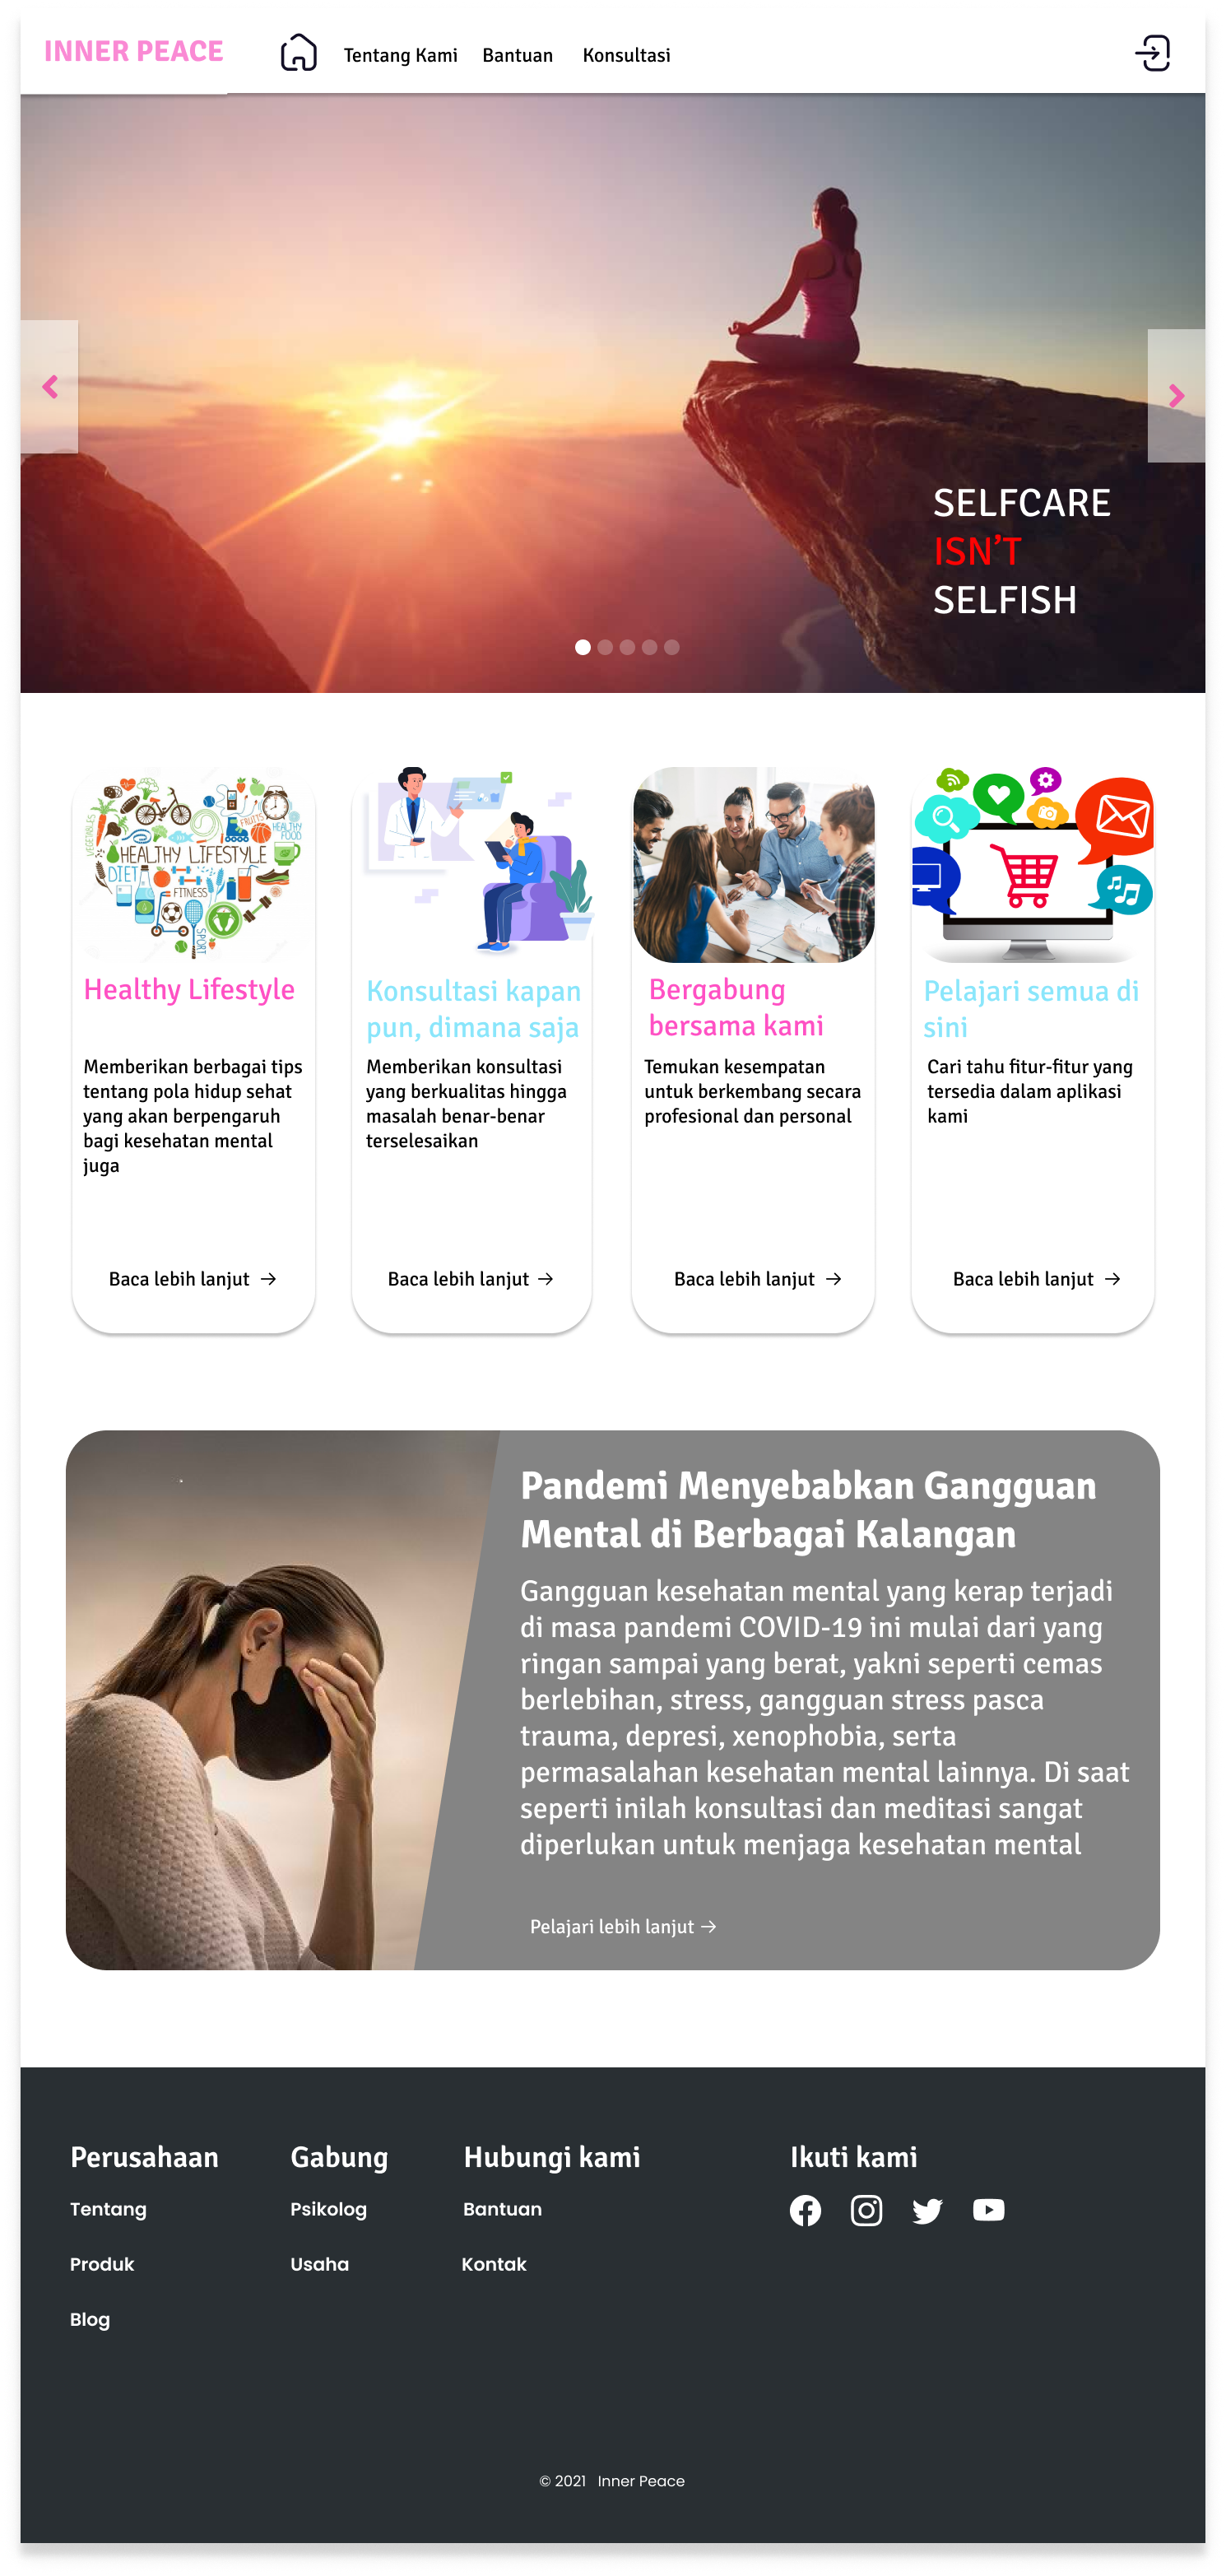 INNER PEACE
Tentang Kami
Bantuan
Konsultasi
SELFCARE
ISN'T
SELFISH
VEGETABLES
FRUITS
HEALTHY
FOOD
HEALTHY LIFESTYLE
DIET
FITNESS
SPORT
Healthy Lifestyle
Memberikan berbagai tips
tentang pola hidup sehat
yang akan berpengaruh
bagi kesehatan mental
juga
Baca lebih lanjut →
Konsultasi kapan
pun, dimana saja
Memberikan konsultasi
yang berkualitas hingga
masalah benar-benar
terselesaikan
Baca lebih lanjut →
Bergabung
bersama kami
Temukan kesempatan
untuk berkembang secara
profesional dan personal
Baca lebih lanjut →
Pelajari semua di
sini
Cari tahu fitur-fitur yang
tersedia dalam aplikasi
kami
Baca lebih lanjut →
Pandemi Menyebabkan Gangguan
Mental di Berbagai Kalangan
Gangguan kesehatan mental yang kerap terjadi
di masa pandemi COVID-19 ini mulai dari yang
ringan sampai yang berat, yakni seperti cemas
berlebihan, stress, gangguan stress pasca
trauma, depresi, xenophobia, serta
permasalahan kesehatan mental lainnya. Di saat
seperti inilah konsultasi dan meditasi sangat
diperlukan untuk menjaga kesehatan mental
Pelajari lebih lanjut →
Perusahaan
Tentang
Produk
Blog
Gabung
Psikolog
Usaha
Hubungi kami
Bantuan
Kontak
Ikuti kami
© 2021 Inner Peace